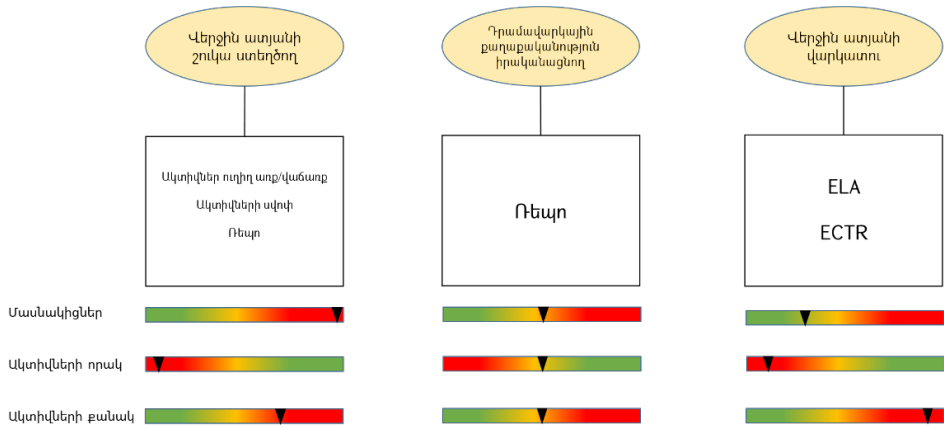 Վերջին ատյանի
շուկա ստեղծող
Դրամավարկային
քաղաքականություն
իրականացնող
Վերջին ատյանի
վարկատու
Ակտիվներ ուղիղ առք/վաճառք
Ակտիվների սվոփ
Ռեպո
Ռեպո
ELA
ECTR
Մասնակիցներ
Ակտիվների որակ
Ակտիվների քանակ